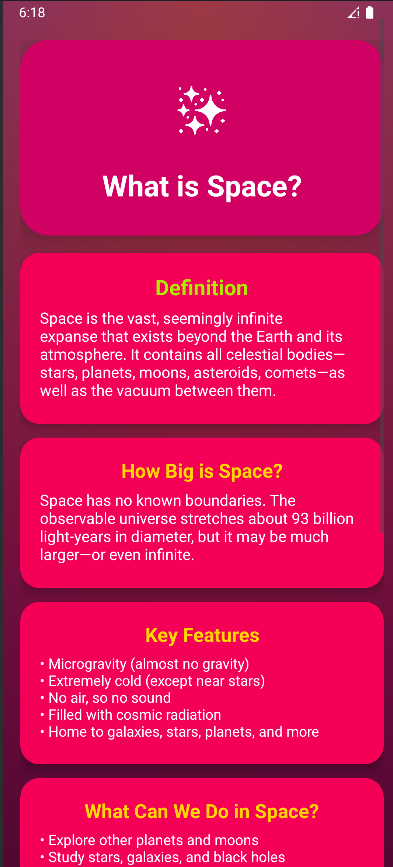 6:18
What is Space?
Definition
Space is the vast, seemingly infinite
expanse that exists beyond the Earth and its
atmosphere. It contains all celestial bodies—
stars, planets, moons, asteroids, comets—as
well as the vacuum between them.
How Big is Space?
Space has no known boundaries. The
observable universe stretches about 93 billion
light-years in diameter, but it may be much
larger—or even infinite.
Key Features
• Microgravity (almost no gravity)
• Extremely cold (except near stars)
• No air, so no sound
• Filled with cosmic radiation
• Home to galaxies, stars, planets, and more
What Can We Do in Space?
• Explore other planets and moons
• Study stars, galaxies, and black holes